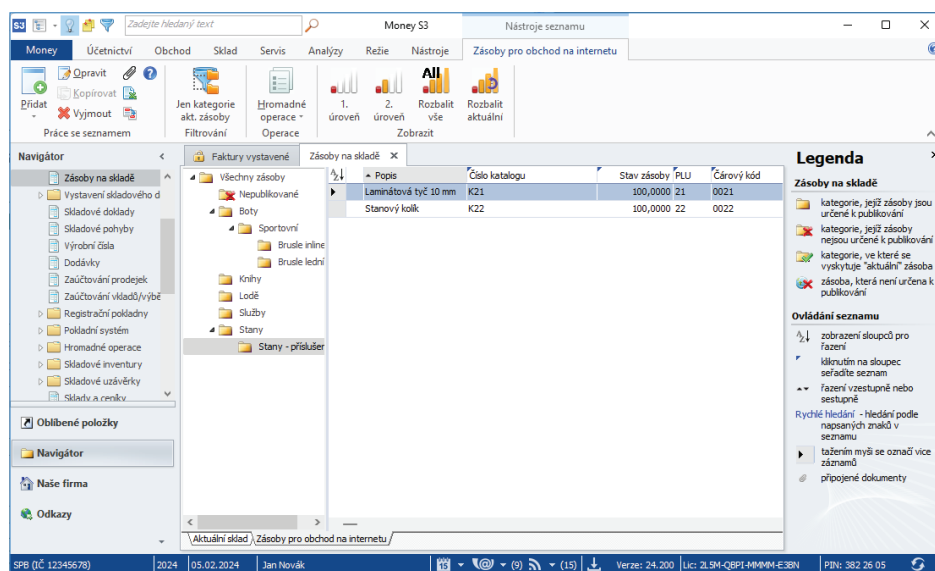 S3 Zadejte hledaný text Money S3 Nástroje seznamu
Money Účetnictví Obchod Sklad Servis Analýzy Režie Nástroje Zásoby pro obchod na internetu
Přidat
Opravit
Kopírovat
Vyjmout
Práce se seznamem
Jen kategorie
akt. zásoby
Filtrování
Hromadné
operace
Operace
1.
úroveň
2.
úroveň
All
Rozbalit
vše
Rozbalit
aktuální
Zobrazit
Navigátor
Zásoby na skladě
Vystavení skladového d
Skladové doklady
Skladové pohyby
Výrobní čísla
Dodávky
Zaúčtování prodejek
Zaúčtování vkladů/výbě
Registrační pokladny
Pokladní systém
Hromadné operace
Skladové inventury
Skladové uzávěrky
Sklady a ceníky
Oblíbené položky
Navigátor
Naše firma
Odkazy
Faktury vystavené Zásoby na skladě
Všechny zásoby
Nepublikované
Boty
Sportovní
Brusle inline
Brusle lední
Knihy
Lodě
Služby
Stany
Stany - příslušer
Popis Číslo katalogu Stav zásoby PLU Čárový kód
Laminátová tyč 10 mm K21 100,0000 21 0021
Stanový kolík K22 100,0000 22 0022
Aktuální sklad Zásoby pro obchod na internetu
Legenda
Zásoby na skladě
kategorie, jejíž zásoby jsou
určené k publikování
kategorie, jejíž zásoby
nejsou určené k publikování
kategorie, ve které se
vyskytuje "aktuální" zásoba
zásoba, která není určena k
publikování
Ovládání seznamu
zobrazení sloupců pro
řazení
kliknutím na sloupec
seřadíte seznam
řazení vzestupně nebo
sestupně
Rychlé hledání - hledání podle
napsaných znaků v
seznamu
tažením myši se označí více
záznamů
připojené dokumenty
SPB (IČ 12345678) 2024 05.02.2024 Jan Novák 15 (9) (15) Verze: 24.200 Lic: 2L5M-QBPI-MMMM-E3BN PIN: 382 26 05